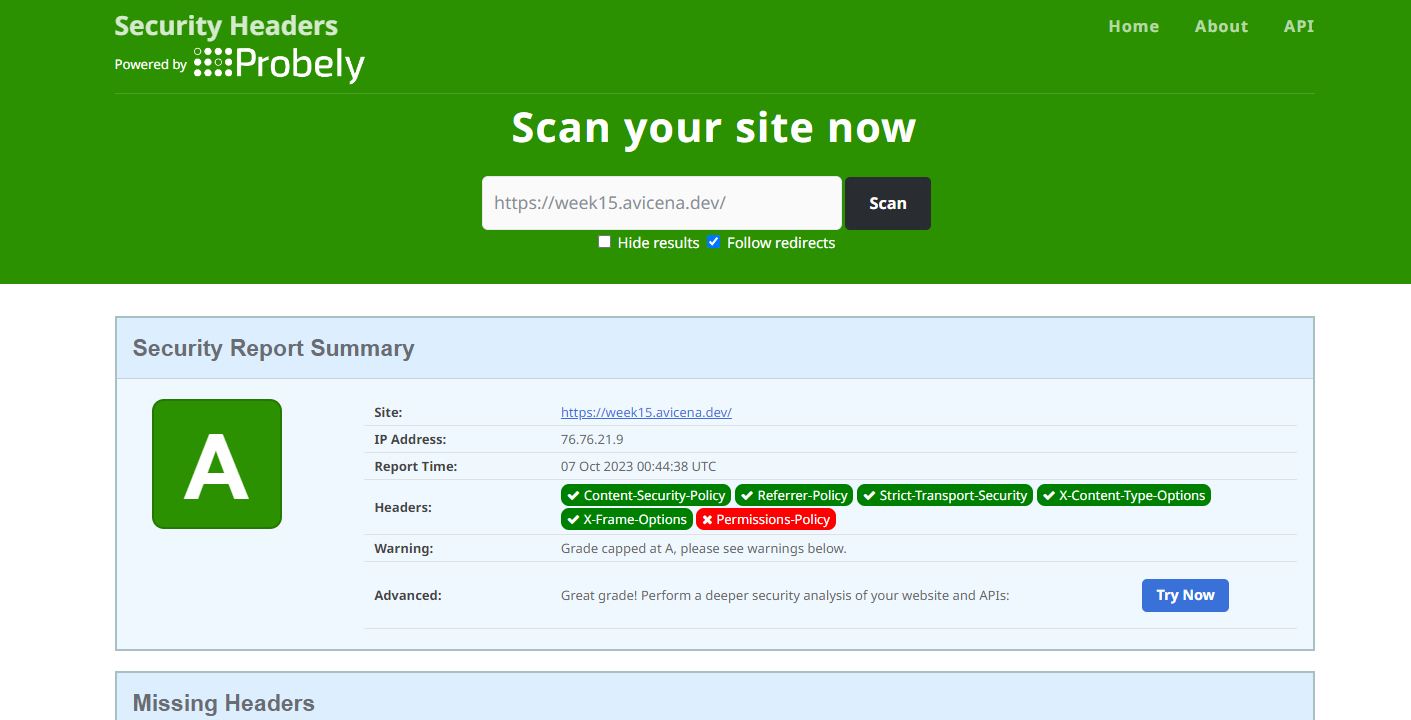 Security Headers
Home About API
Powered by Probely
Scan your site now
https://week15.avicena.dev/
Scan
Hide results Follow redirects
Security Report Summary
A
Site: https://week15.avicena.dev/
IP Address: 76.76.21.9
Report Time: 07 Oct 2023 00:44:38 UTC
Headers: Content-Security-Policy Referrer-Policy Strict-Transport-Security X-Content-Type-Options
X-Frame-Options Permissions-Policy
Warning: Grade capped at A, please see warnings below.
Advanced: Great grade! Perform a deeper security analysis of your website and APIs: Try Now
Missing Headers